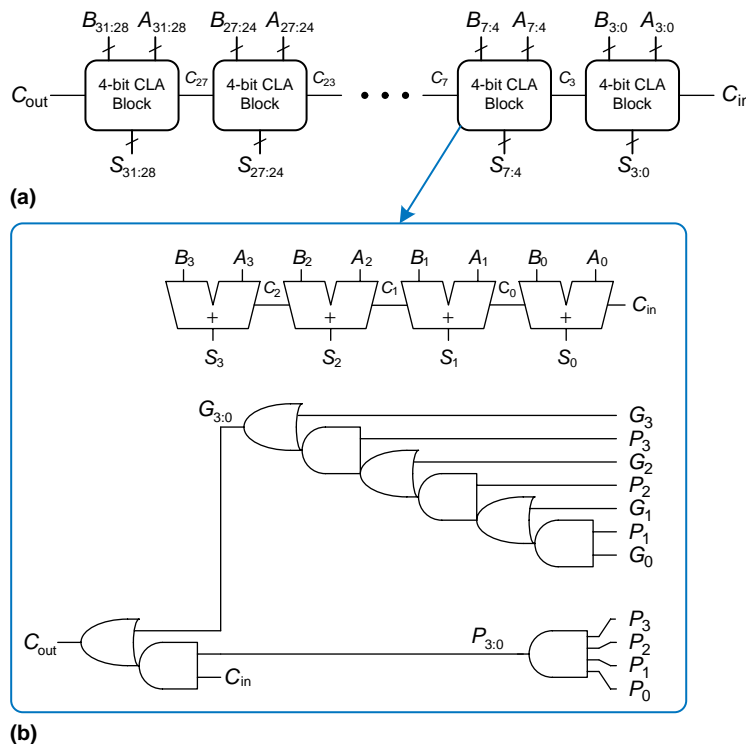 B31:28 A31:28 B27:24 A27:24 B7:4 A7:4 B3:0 A3:0
Cout 4-bit CLA Block C27 4-bit CLA Block C23 • • • C7 4-bit CLA Block C3 4-bit CLA Block Cin
S31:28 S27:24 S7:4 S3:0
(a)
B3 A3 B2 A2 B1 A1 B0 A0
+ C2 + C1 + C0 + Cin
S3 S2 S1 S0
G3:0 G3
P3
G2
P2
G1
P1
G0
P3:0 P3
Cout P2
P1
Cin P0
(b)